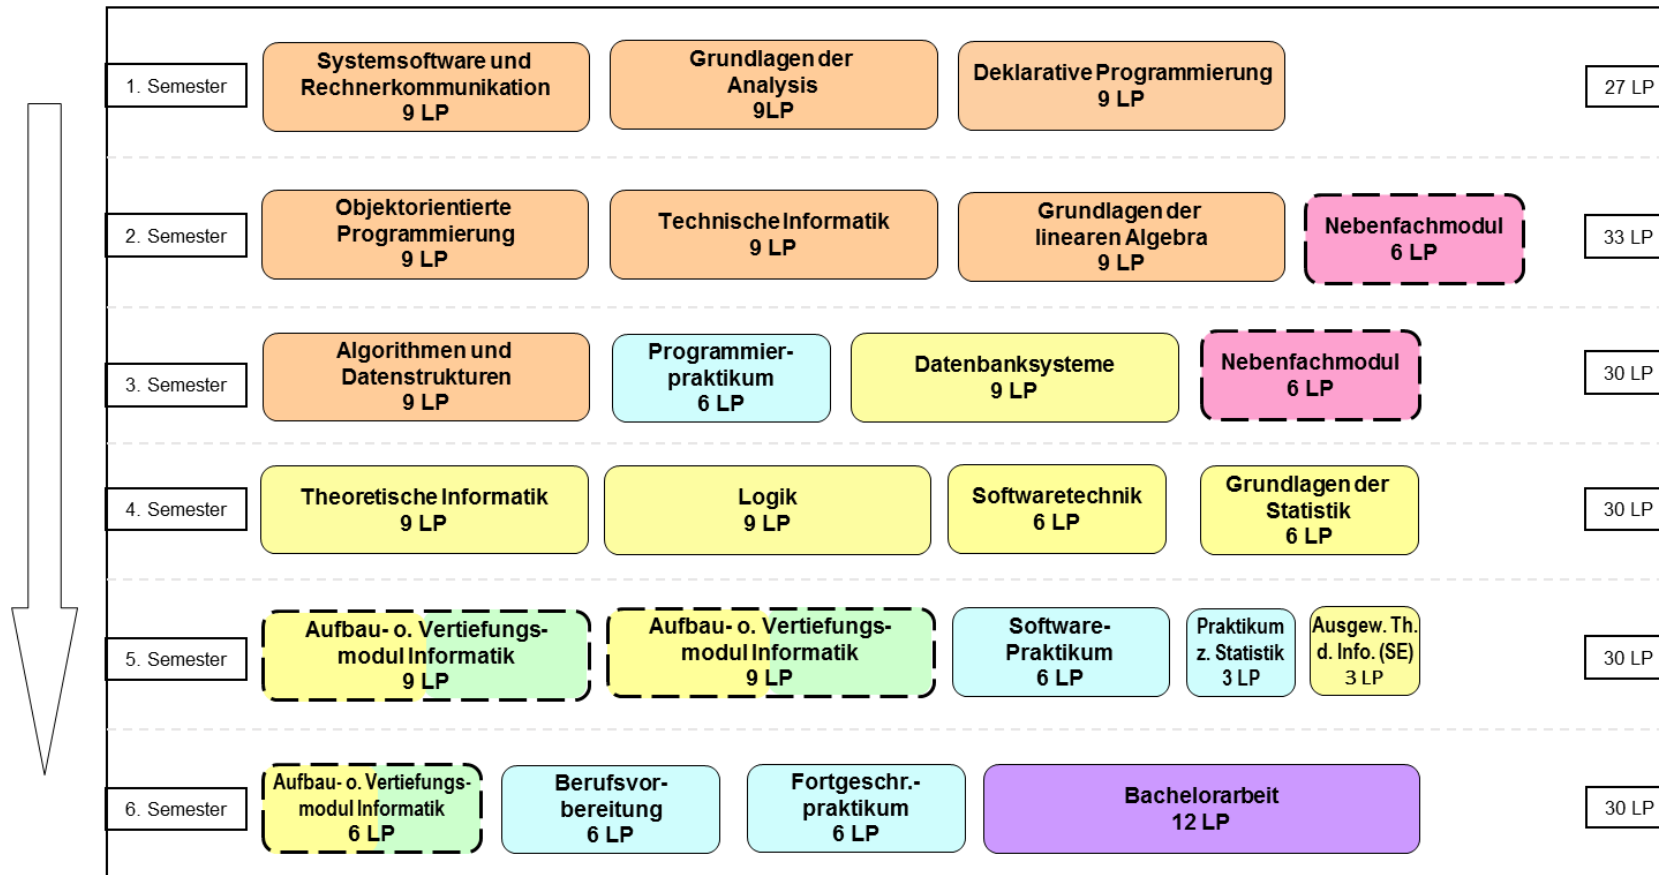 1. Semester
Systemsoftware und
Rechnerkommunikation
9 LP
Grundlagen der
Analysis
9LP
Deklarative Programmierung
9 LP
27 LP
2. Semester
Objektorientierte
Programmierung
9 LP
Technische Informatik
9 LP
Grundlagen der
linearen Algebra
9 LP
Nebenfachmodul
6 LP
33 LP
3. Semester
Algorithmen und
Datenstrukturen
9 LP
Programmier-
praktikum
6 LP
Datenbanksysteme
9 LP
Nebenfachmodul
6 LP
30 LP
4. Semester
Theoretische Informatik
9 LP
Logik
9 LP
Softwaretechnik
6 LP
Grundlagen der
Statistik
6 LP
30 LP
5. Semester
Aufbau- o. Vertiefungs-
modul Informatik
9 LP
Aufbau- o. Vertiefungs-
modul Informatik
9 LP
Software-
Praktikum
6 LP
Praktikum
z. Statistik
3 LP
Ausgew. Th.
d. Info. (SE)
3 LP
30 LP
6. Semester
Aufbau- o. Vertiefungs-
modul Informatik
6 LP
Berufsvor-
bereitung
6 LP
Fortgeschr.-
praktikum
6 LP
Bachelorarbeit
12 LP
30 LP